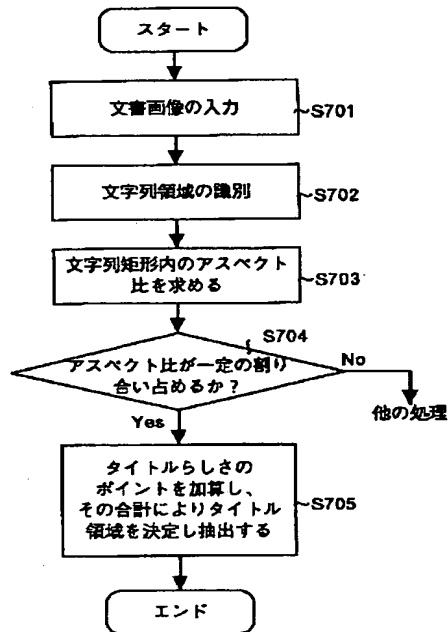 スタート
文書画像の入力
S701
文字列領域の識別
S702
文字列矩形内のアスペクト
比を求める
S703
S704
アスペクト比が一定の割り
合い占めるか？
No
他の処理
Yes
タイトルらしさの
ポイントを加算し、
その合計によりタイトル
領域を決定し抽出する
S705
エンド